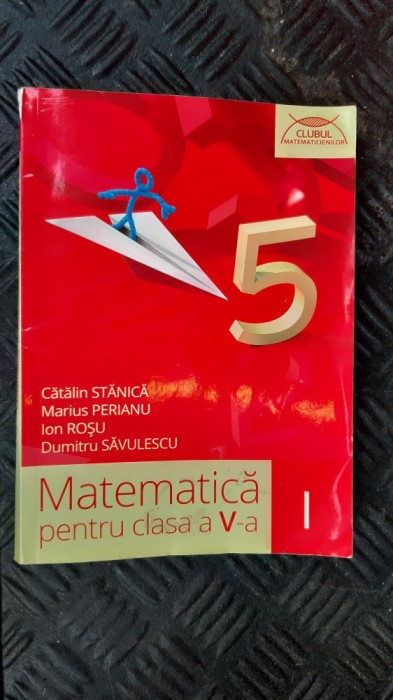 CLUBUL
MATEMATICIENILOR
5
Cătălin STĂNICĂ
Marius PERIANU
Ion ROȘU
Dumitru SĂVULESCU
Matematică
pentru clasa a V-a
I